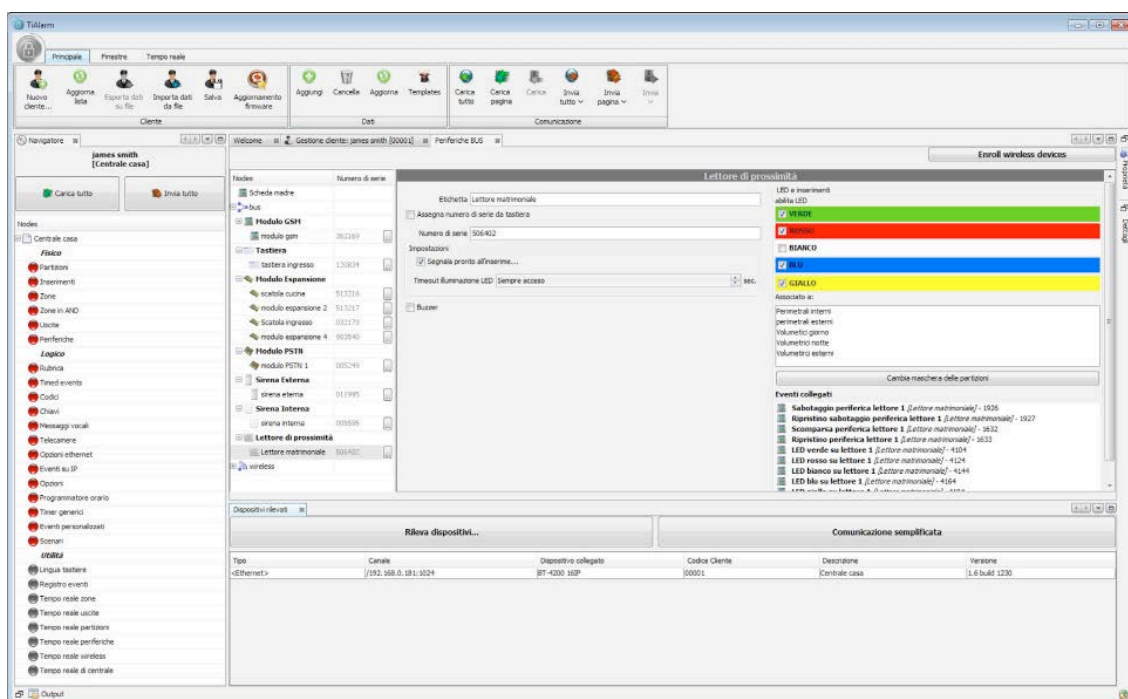 TiAlarm
Principale Finestre Tempo reale
Nuovo cliente... Aggiorna lista Esporta dati su file Importa dati da file Salva Aggiornamento firmware Aggiungi Cancella Aggiorna Templates Carica tutto Carica pagina Carica Invia tutto Invia pagina Invia
Cliente Dati Comunicazione
Navigatore Welcome Gestione cliente: james smith [00001] Periferiche BUS
james smith
[Centrale casa]
Carica tutto Invia tutto
Nodes
Centrale casa
Fisico
Partizioni
Inserimenti
Zone
Zone in AND
Uscite
Periferiche
Logico
Rubrica
Timed events
Codici
Chiavi
Messaggi vocali
Telecamere
Opzioni ethernet
Eventi su IP
Opzioni
Programmatore orario
Timer generici
Eventi personalizzati
Scenari
Utilità
Lingua tastiere
Registro eventi
Tempo reale zone
Tempo reale uscite
Tempo reale partizioni
Tempo reale periferiche
Tempo reale wireless
Tempo reale di centrale
Output
Enroll wireless devices
Nodes Numero di serie
Scheda madre
bus
Modulo GSM
modulo gsm 362169
Tastiera
tastiera ingresso 130834
Modulo Espansione
scatola cucine 513216
modulo espansione 2 513217
Scatola ingresso 032173
modulo espansione 4 903540
Modulo PSTN
modulo PSTN 1 005249
Sirena Esterna
sirena eterna 011995
Sirena Interna
sirena interna 005695
Lettore di prossimità
Lettore matrimoniale 506402
wireless
Lettore di prossimità
Etichetta Lettore matrimoniale
Assegna numero di serie da tastiera
Numero di serie 506402
Impostazioni
Segnala pronto all'inserime...
Timeout illuminazione LED Sempre acceso sec.
Buzzer
LED e inserimenti
abilita LED
VERDE
ROSSO
BIANCO
BLU
GIALLO
Associato a:
Perimetrali interni
perimetrali esterni
Volumetici giorno
Volumetrici notte
Volumetirci esterni
Cambia maschera delle partizioni
Eventi collegati
Sabotaggio periferica lettore 1 [Lettore matrimoniale] - 1926
Ripristino sabotaggio periferica lettore 1 [Lettore matrimoniale] - 1927
Scomparsa periferica lettore 1 [Lettore matrimoniale] - 1632
Ripristino periferica lettore 1 [Lettore matrimoniale] - 1633
LED verde su lettore 1 [Lettore matrimoniale] - 4104
LED rosso su lettore 1 [Lettore matrimoniale] - 4124
LED bianco su lettore 1 [Lettore matrimoniale] - 4144
LED blu su lettore 1 [Lettore matrimoniale] - 4164
Proprietà
Dettagli
Dispositivi rilevati
Rileva dispositivi... Comunicazione semplificata
Tipo Canale Dispositivo collegato Codice Cliente Descrizione Versione
<Ethernet> /192.168.0.181:1024 BT-4200 16IP 00001 Centrale casa 1.6 build 1230